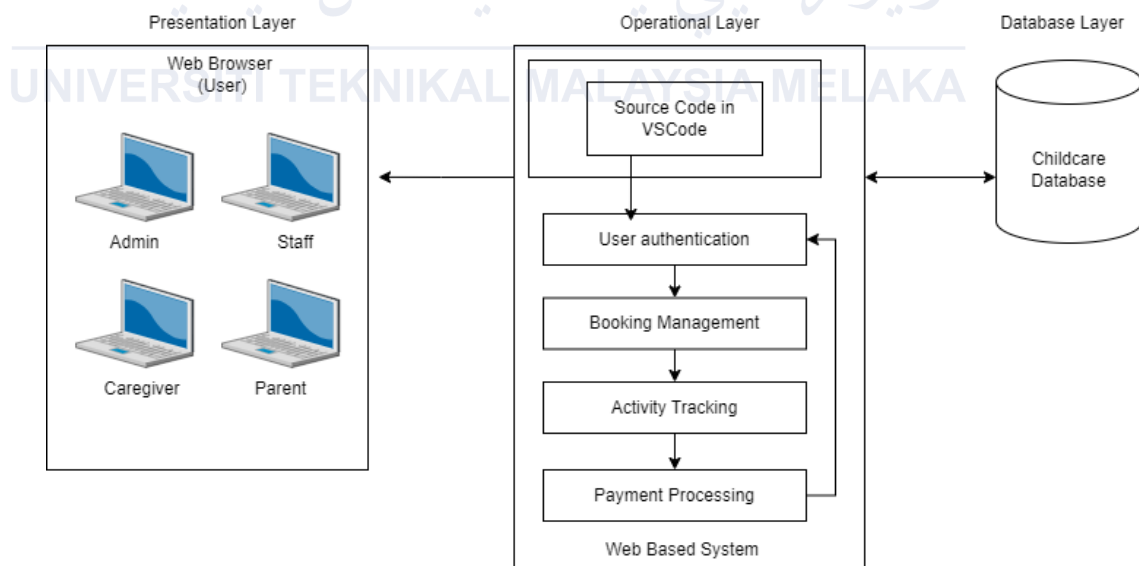 Presentation Layer
Operational Layer
Database Layer
UNIVERSITI TEKNIKAL MALAYSIA MELAKA
Web Browser
(User)
Admin
Staff
Caregiver
Parent
Source Code in
VSCode
User authentication
Booking Management
Activity Tracking
Payment Processing
Web Based System
Childcare
Database